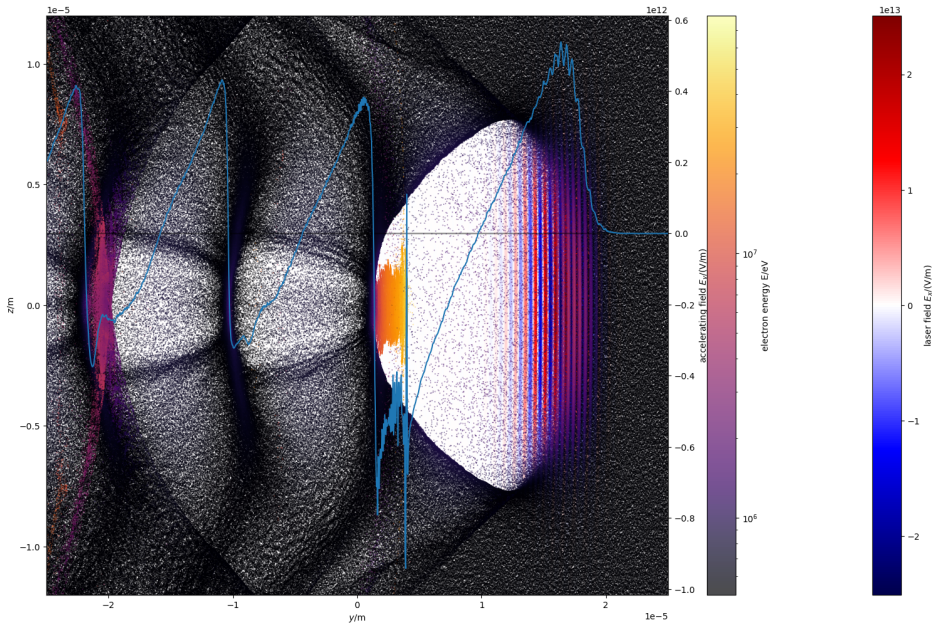 1e−5
1e12
1e13
1.0
0.5
0.0
−0.5
−1.0
z/m
−2
−1
0
1
2
y/m
1e−5
0.6
0.4
0.2
0.0
−0.2
−0.4
−0.6
−0.8
−1.0
accelerating field Ey/(V/m)
10^7
10^6
electron energy E/eV
2
1
0
−1
−2
laser field Ex/(V/m)